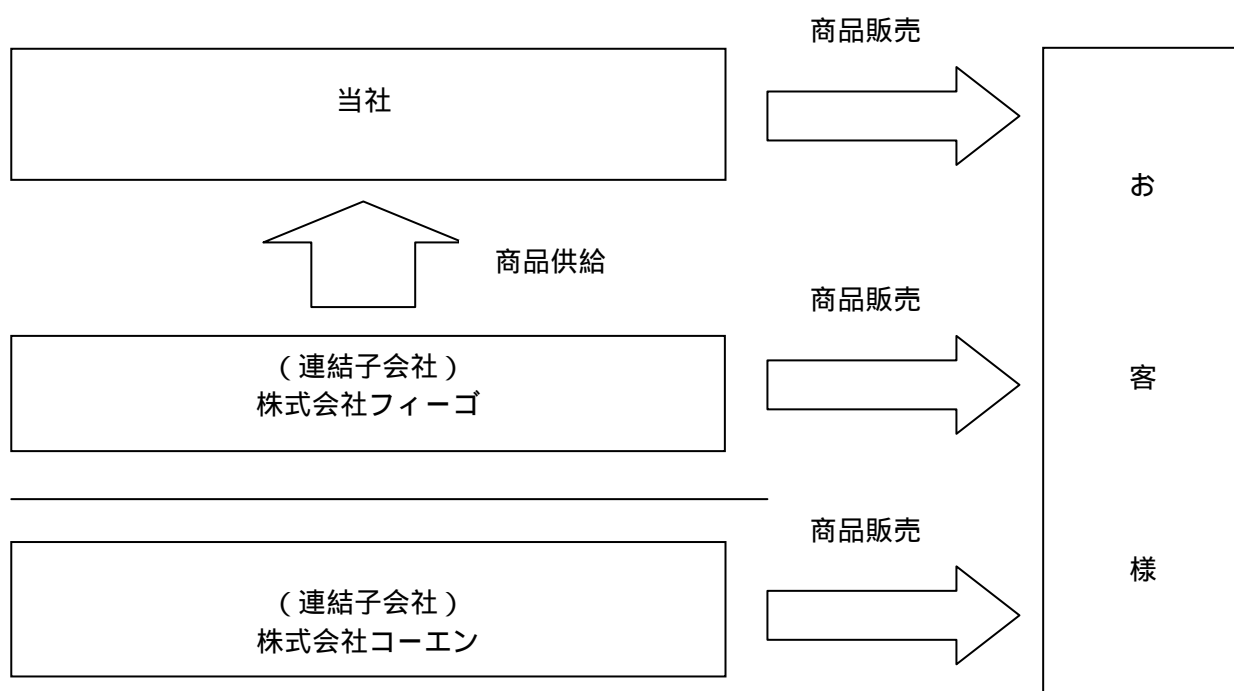 商品販売
当社
商品供給
商品販売
（連結子会社）
株式会社フィーゴ
商品販売
（連結子会社）
株式会社コーエン
お
客
様